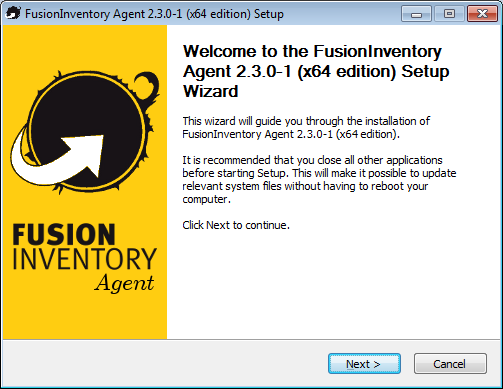 FusionInventory Agent 2.3.0-1 (x64 edition) Setup
Welcome to the FusionInventory
Agent 2.3.0-1 (x64 edition) Setup
Wizard
This wizard will guide you through the installation of
FusionInventory Agent 2.3.0-1 (x64 edition).
It is recommended that you close all other applications
before starting Setup. This will make it possible to update
relevant system files without having to reboot your
computer.
Click Next to continue.
FUSION
INVENTORY
Agent
Next >
Cancel